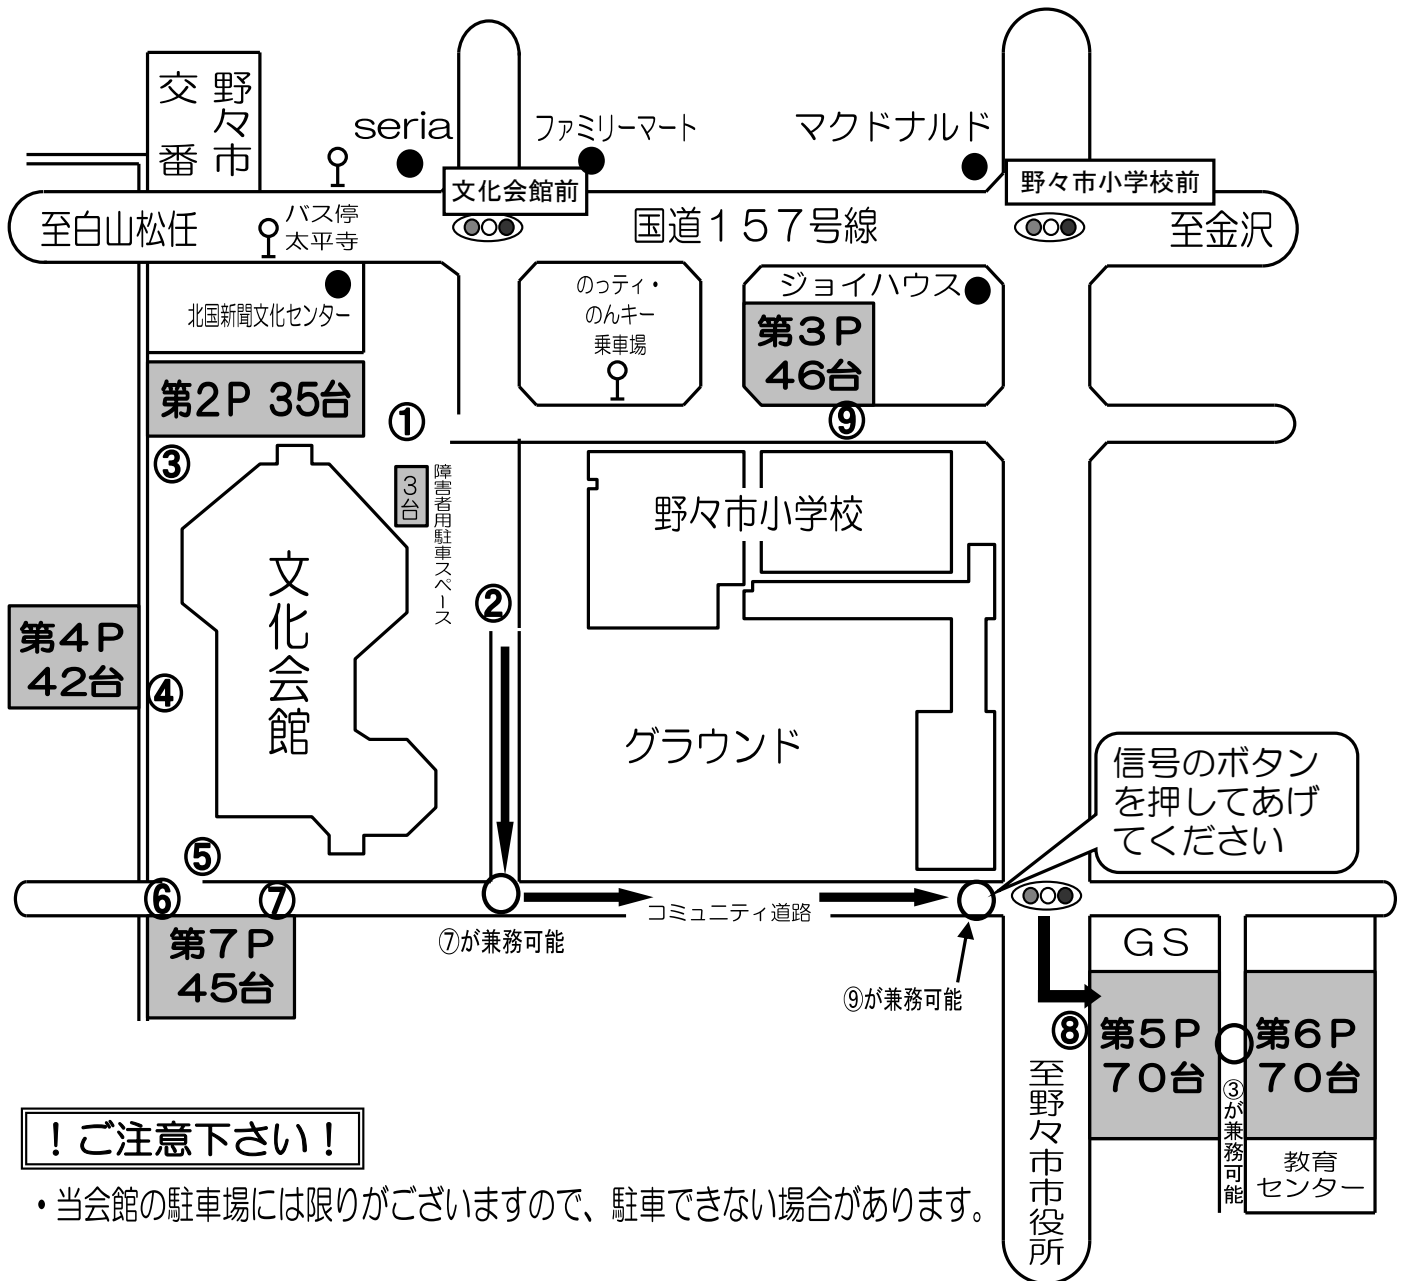 野々市
交番
seria
ファミリーマート
マクドナルド
文化会館前
野々市小学校前
至白山松任
バス停
太平寺
国道157号線
至金沢
北国新聞文化センター
のっティ・
のんキー
乗車場
ジョイハウス
第3P
46台
第2P 35台
①
⑨
③
3台
障害者用駐車スペース
野々市小学校
文化会館
②
第4P
42台
④
グラウンド
信号のボタン
を押してあげ
てください
⑤
⑥
⑦
コミュニティ道路
⑦が兼務可能
第7P
45台
⑨が兼務可能
GS
⑧
第5P
70台
第6P
70台
③が兼務可能
至野々市市役所
教育
センター
!ご注意下さい!
・当会館の駐車場には限りがございますので、駐車できない場合があります。